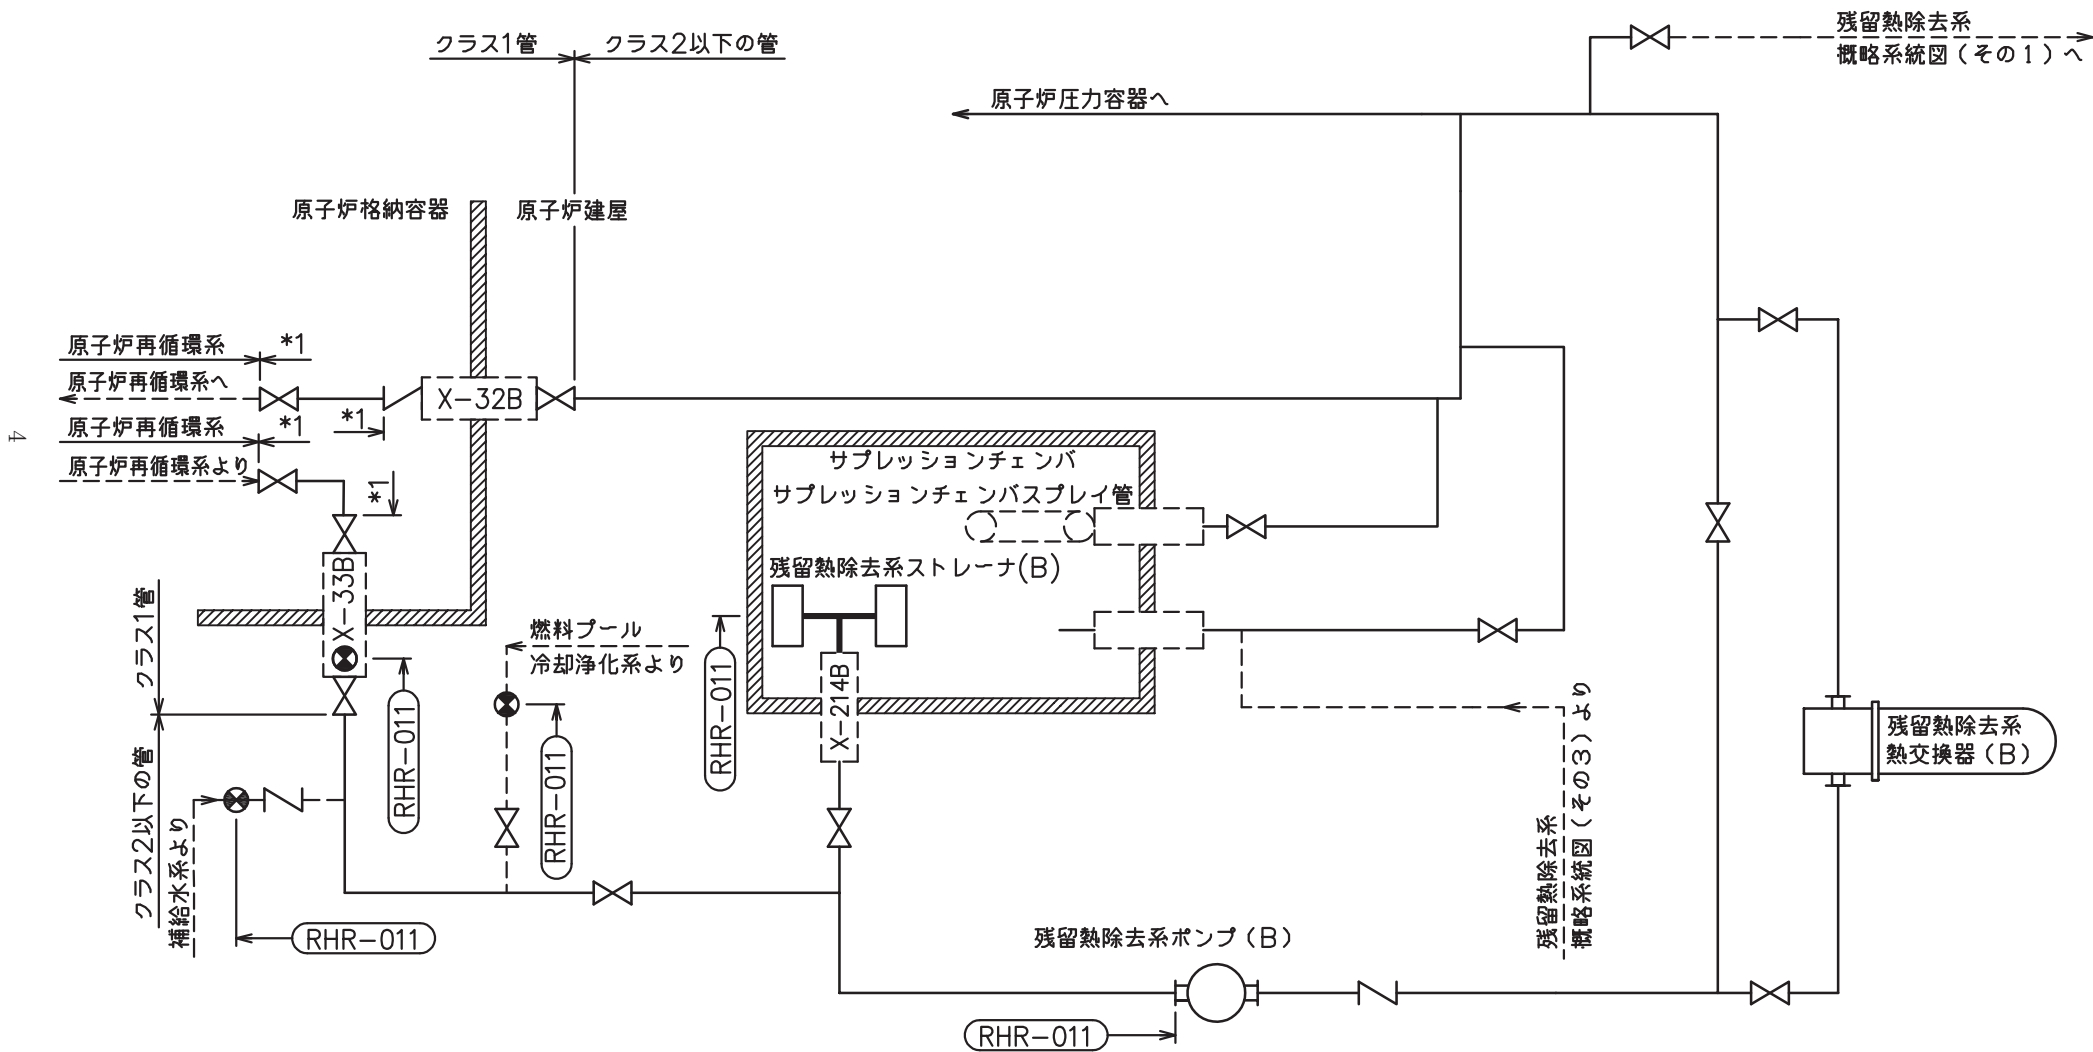 残留熱除去系
概略系統図(その1)へ
クラス1管
クラス2以下の管
原子炉圧力容器へ
原子炉格納容器
原子炉建屋
原子炉再循環系
*1
原子炉再循環系へ
X-32B
*1
原子炉再循環系
*1
原子炉再循環系より
*1
4
サプレッションチェンバ
サプレッションチェンバスプレイ管
残留熱除去系ストレーナ(B)
X-33B
クラス1管
クラス2以下の管
燃料プール
冷却浄化系より
RHR-011
RHR-011
RHR-011
X-214B
補給水系より
RHR-011
残留熱除去系
概略系統図(その3)より
残留熱除去系
熱交換器(B)
残留熱除去系ポンプ(B)
RHR-011